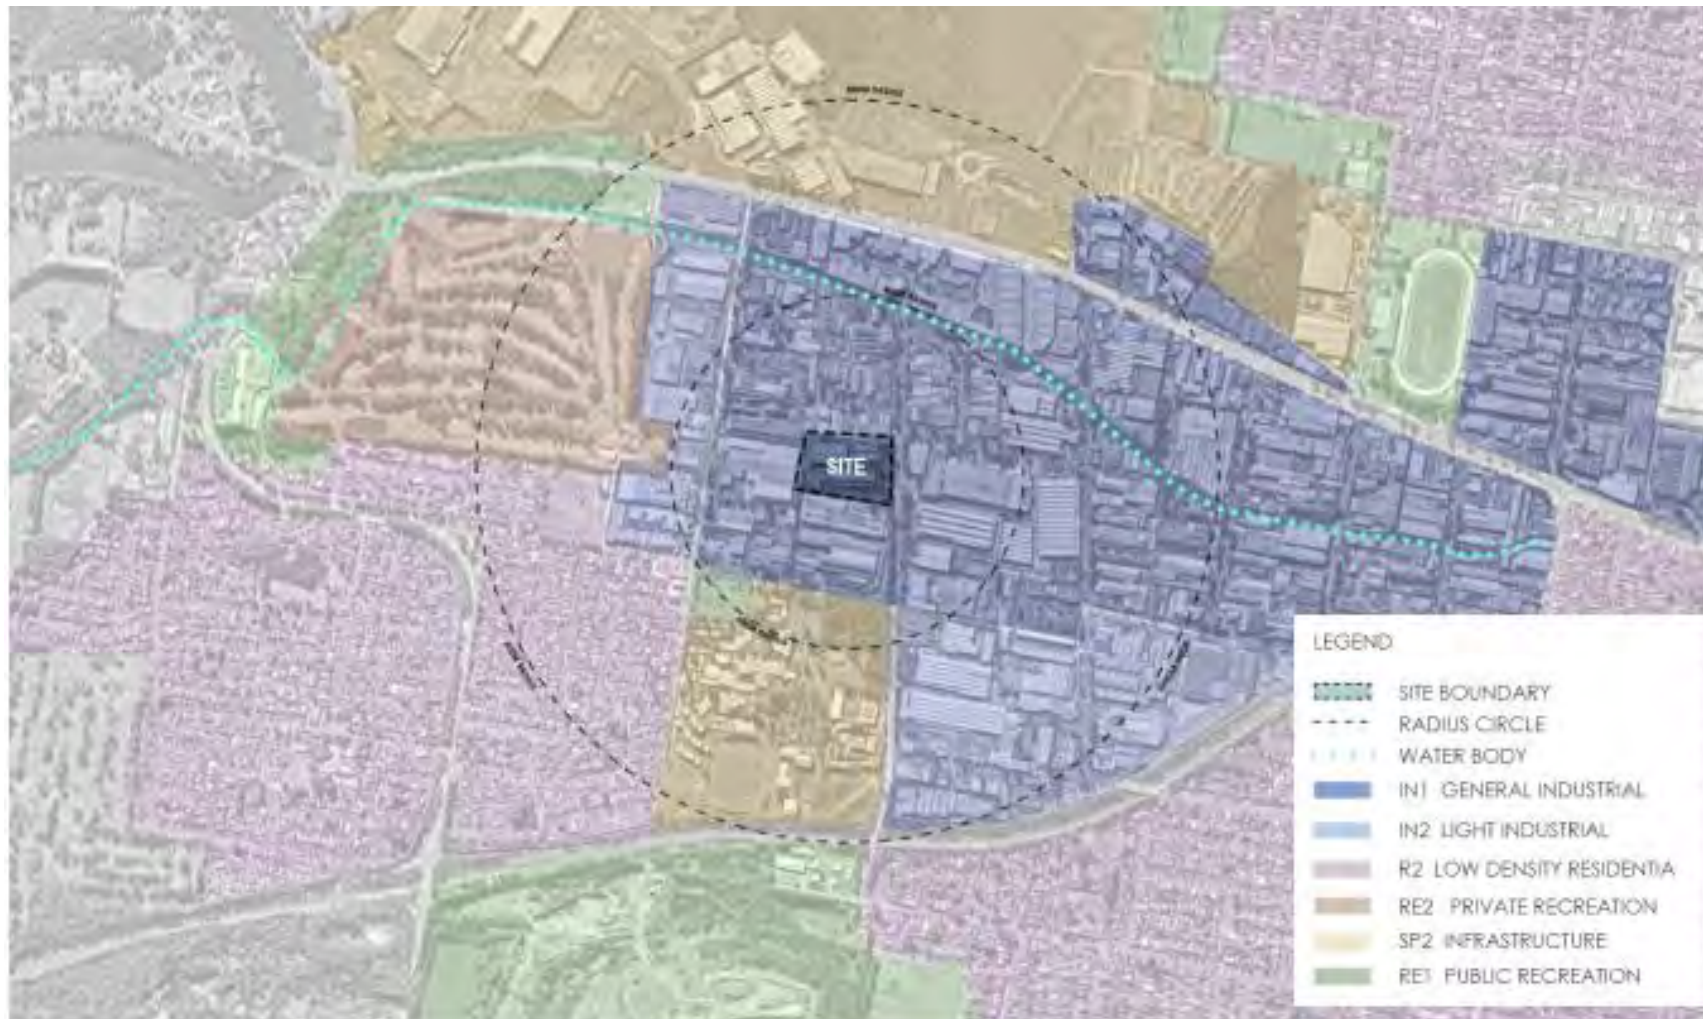 SITE
LEGEND
SITE BOUNDARY
RADIUS CIRCLE
WATER BODY
IN1 GENERAL INDUSTRIAL
IN2 LIGHT INDUSTRIAL
R2 LOW DENSITY RESIDENTIA
RE2 PRIVATE RECREATION
SP2 INFRASTRUCTURE
RE1 PUBLIC RECREATION